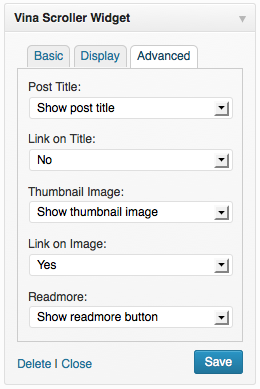 Vina Scroller Widget
Basic Display Advanced
Post Title:
Show post title
Link on Title:
No
Thumbnail Image:
Show thumbnail image
Link on Image:
Yes
Readmore:
Show readmore button
Delete | Close Save